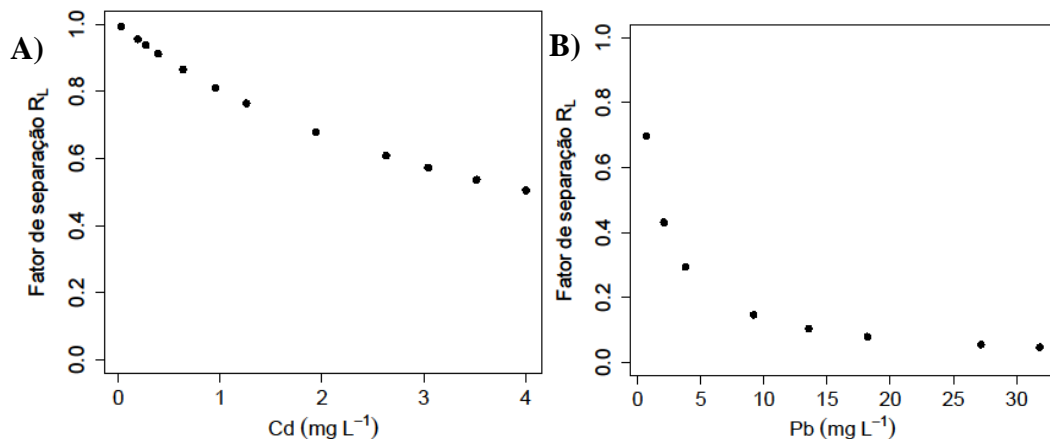 A)
Fator de separação R_L
1.0
0.8
0.6
0.4
0.2
0.0
0 1 2 3 4
Cd (mg L⁻¹)
B)
Fator de separação R_L
1.0
0.8
0.6
0.4
0.2
0.0
0 5 10 15 20 25 30
Pb (mg L⁻¹)